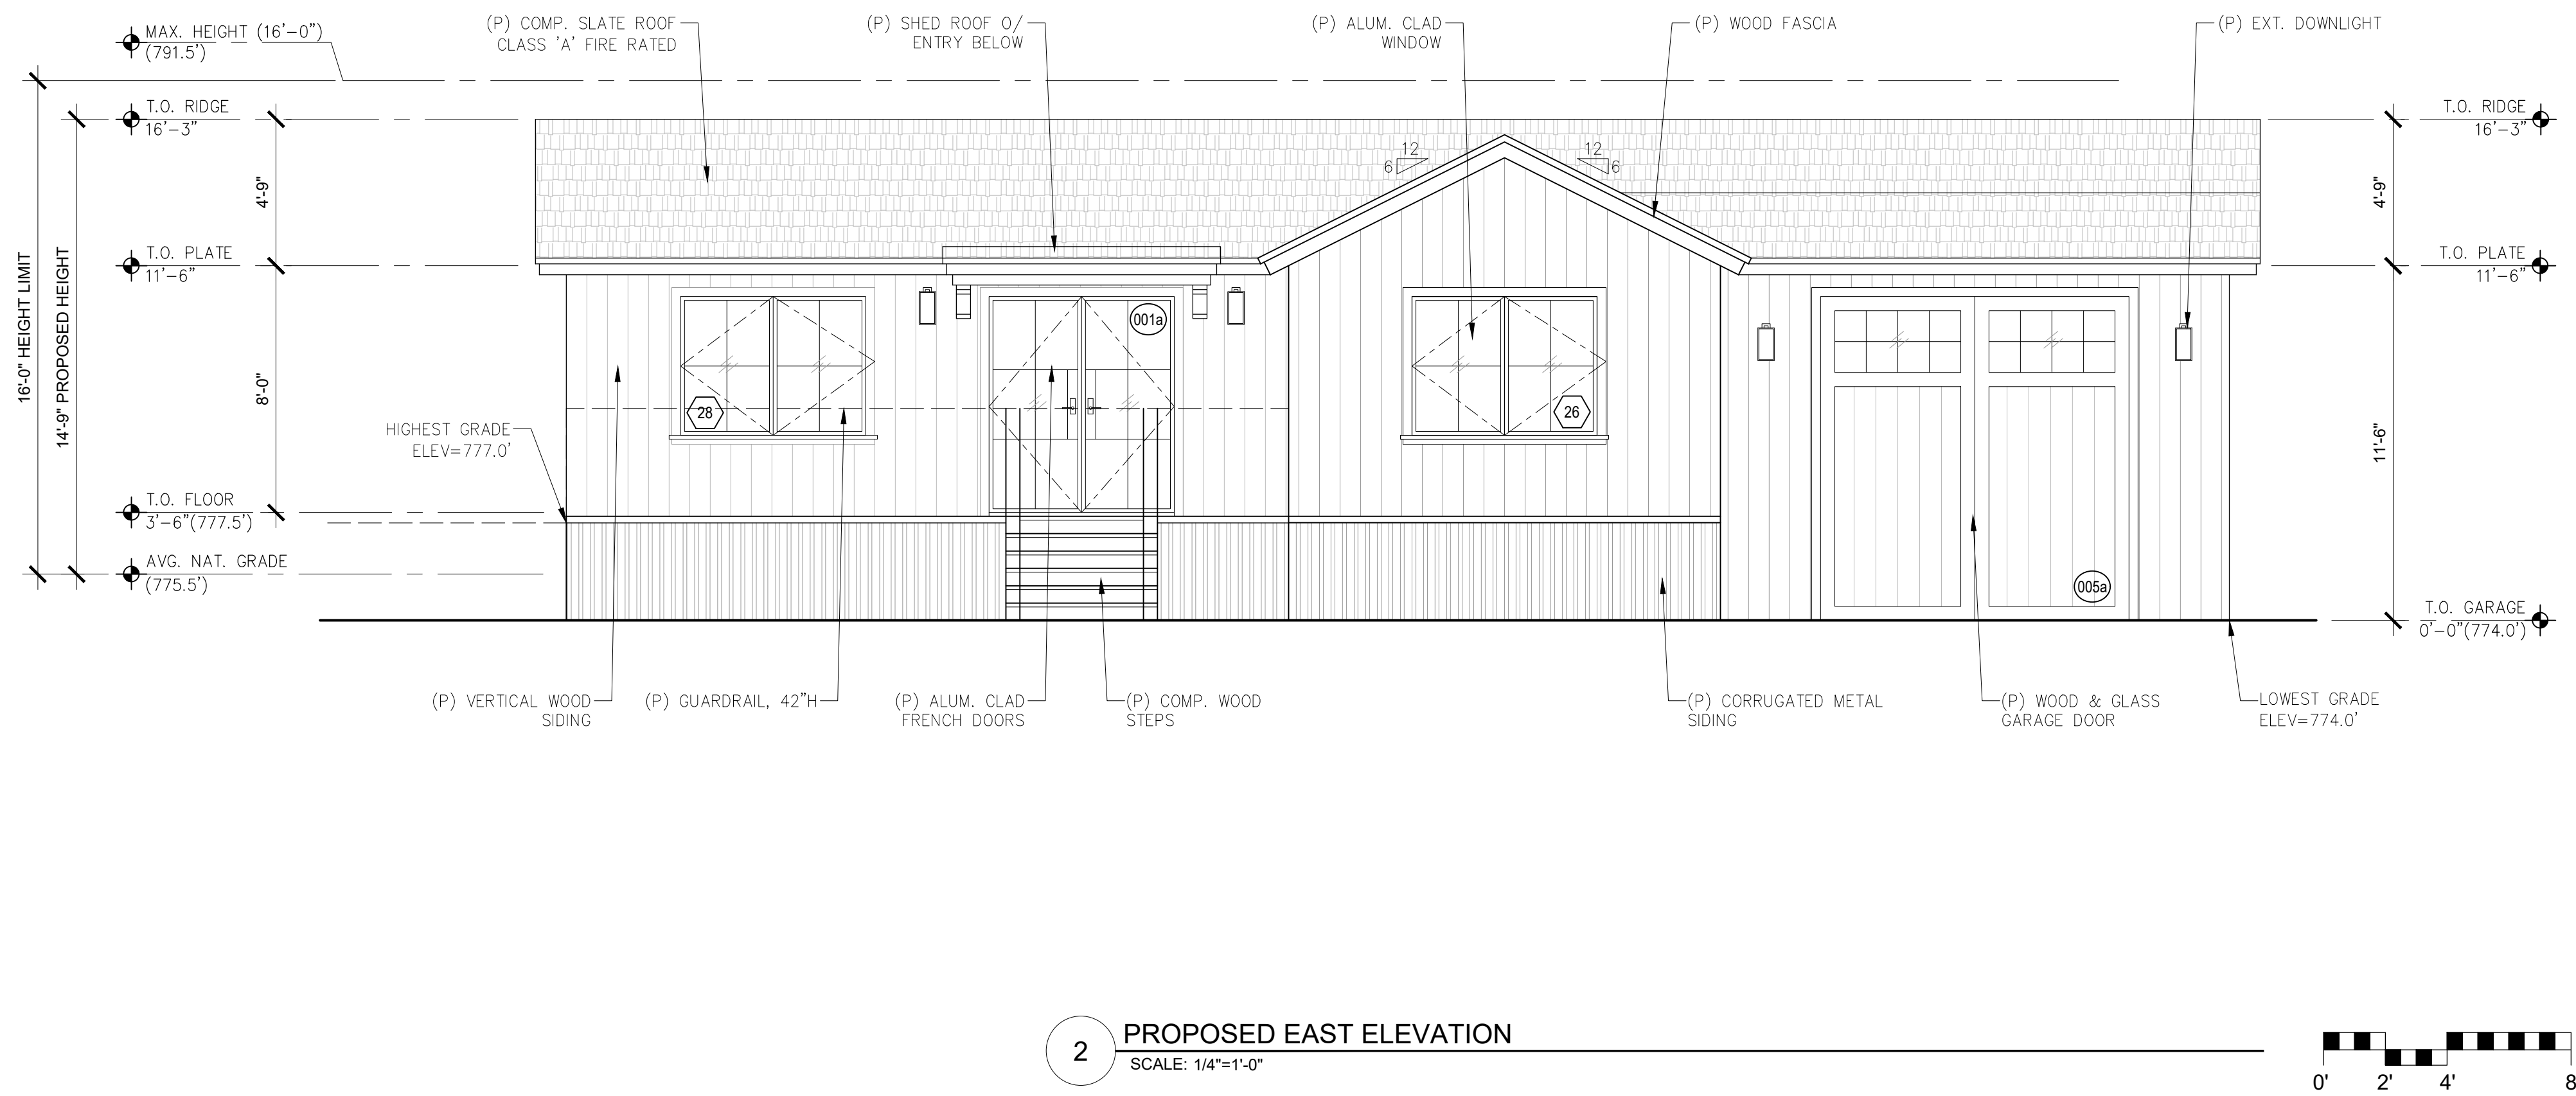 (P) COMP. SLATE ROOF
CLASS 'A' FIRE RATED
(P) SHED ROOF O/
ENTRY BELOW
(P) ALUM. CLAD
WINDOW
(P) WOOD FASCIA
(P) EXT. DOWNLIGHT
MAX. HEIGHT (16'-0")
(791.5')
T.O. RIDGE
16'-3"
T.O. RIDGE
16'-3"
12
6
12
6
4'-9"
4'-9"
T.O. PLATE
11'-6"
T.O. PLATE
11'-6"
16'-0" HEIGHT LIMIT
14'-9" PROPOSED HEIGHT
8'-0"
11'-6"
001a
28
26
HIGHEST GRADE
ELEV=777.0'
T.O. FLOOR
3'-6"(777.5')
AVG. NAT. GRADE
(775.5')
005a
T.O. GARAGE
0'-0"(774.0')
(P) VERTICAL WOOD
SIDING
(P) GUARDRAIL, 42"H
(P) ALUM. CLAD
FRENCH DOORS
(P) COMP. WOOD
STEPS
(P) CORRUGATED METAL
SIDING
(P) WOOD & GLASS
GARAGE DOOR
LOWEST GRADE
ELEV=774.0'
2
PROPOSED EAST ELEVATION
SCALE: 1/4"=1'-0"
0' 2' 4' 8